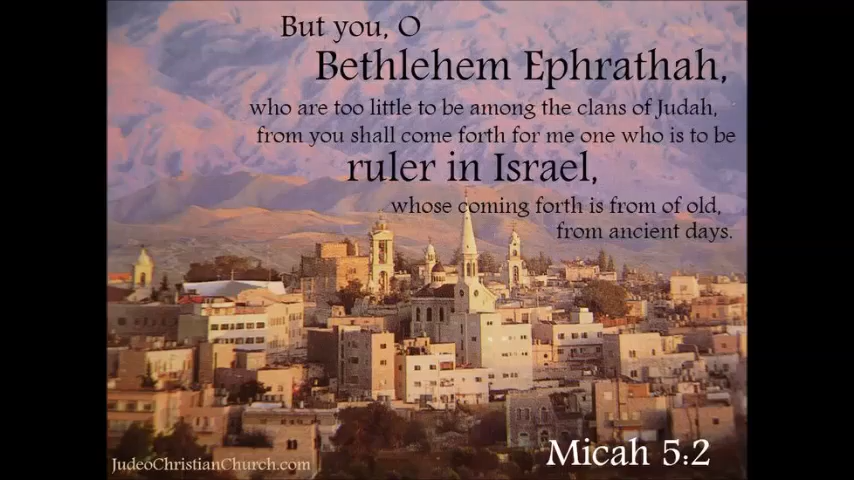 But you, O
Bethlehem Ephrathah,
who are too little to be among the clans of Judah,
from you shall come forth for me one who is to be
ruler in Israel,
whose coming forth is from of old,
from ancient days.
Micah 5:2
JudeoChristianChurch.com